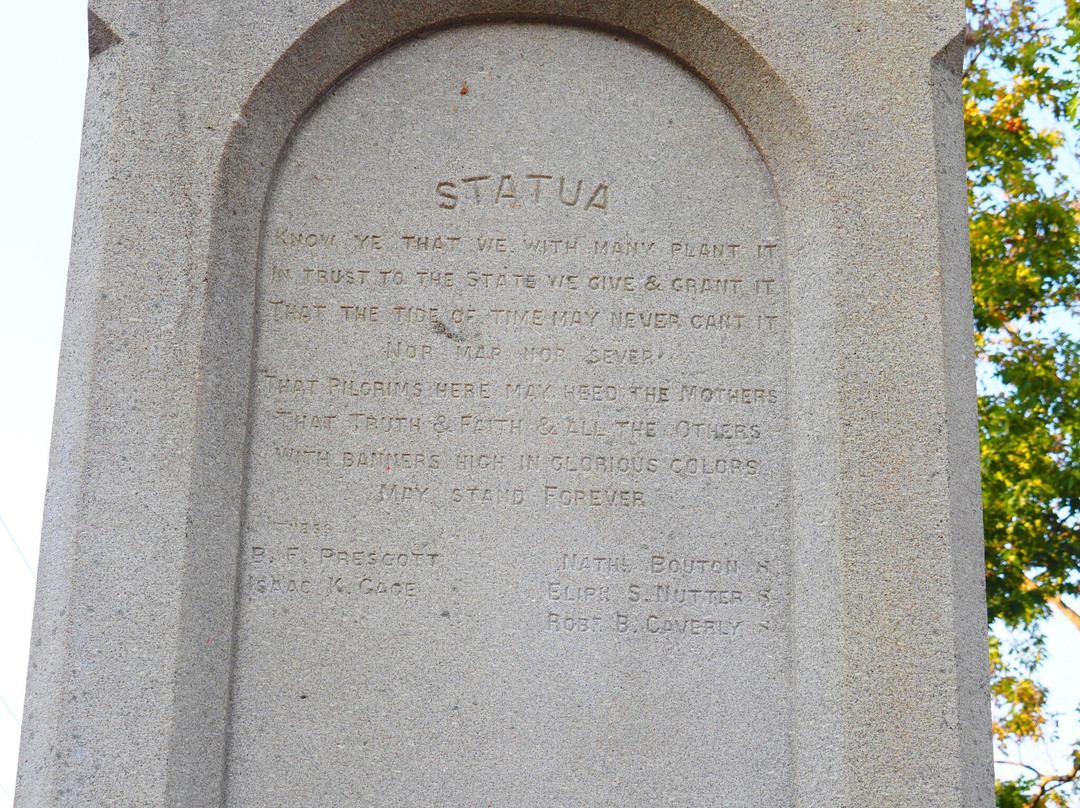 STATUA
KNOW YE THAT WE WITH MANY PLANT IT
IN TRUST TO THE STATE WE GIVE & GRANT IT
THAT THE TIDE OF TIME MAY NEVER CANT IT
NOR MAR NOR SEVER
THAT PILGRIMS HERE MAY HEED THE MOTHERS
THAT TRUTH & FAITH & ALL THE OTHERS
WITH BANNERS HIGH IN GLORIOUS COLORS
MAY STAND FOREVER
WITNESS
B. F. PRESCOTT NATHL BOUTON S.
ISAAC K. GAGE ELIPH S. NUTTER S.
ROBT B. CAVERLY S.